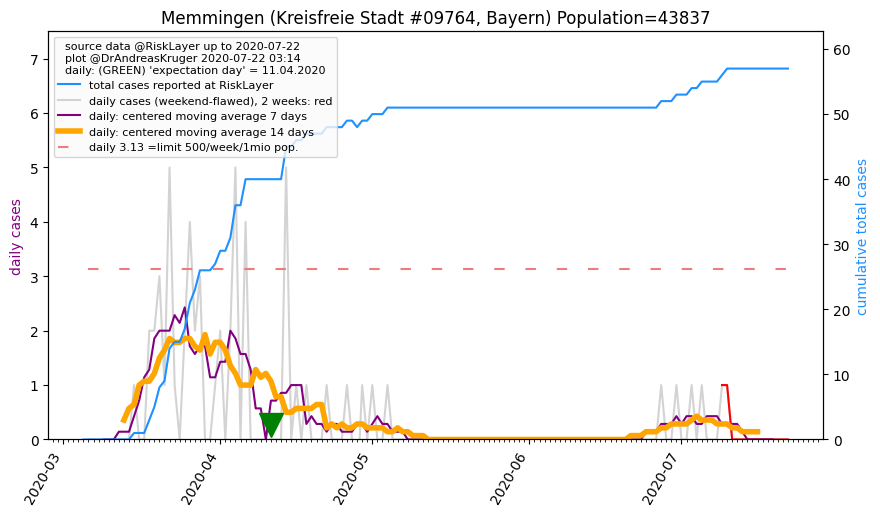 Memmingen (Kreisfreie Stadt #09764, Bayern) Population=43837
source data @RiskLayer up to 2020-07-22
plot @DrAndreasKruger 2020-07-22 03:14
daily: (GREEN) 'expectation day' = 11.04.2020
total cases reported at RiskLayer
daily cases (weekend-flawed), 2 weeks: red
daily: centered moving average 7 days
daily: centered moving average 14 days
daily 3.13 =limit 500/week/1mio pop.
daily cases
7
6
5
4
3
2
1
0
cumulative total cases
60
50
40
30
20
10
0
2020-03
2020-04
2020-05
2020-06
2020-07